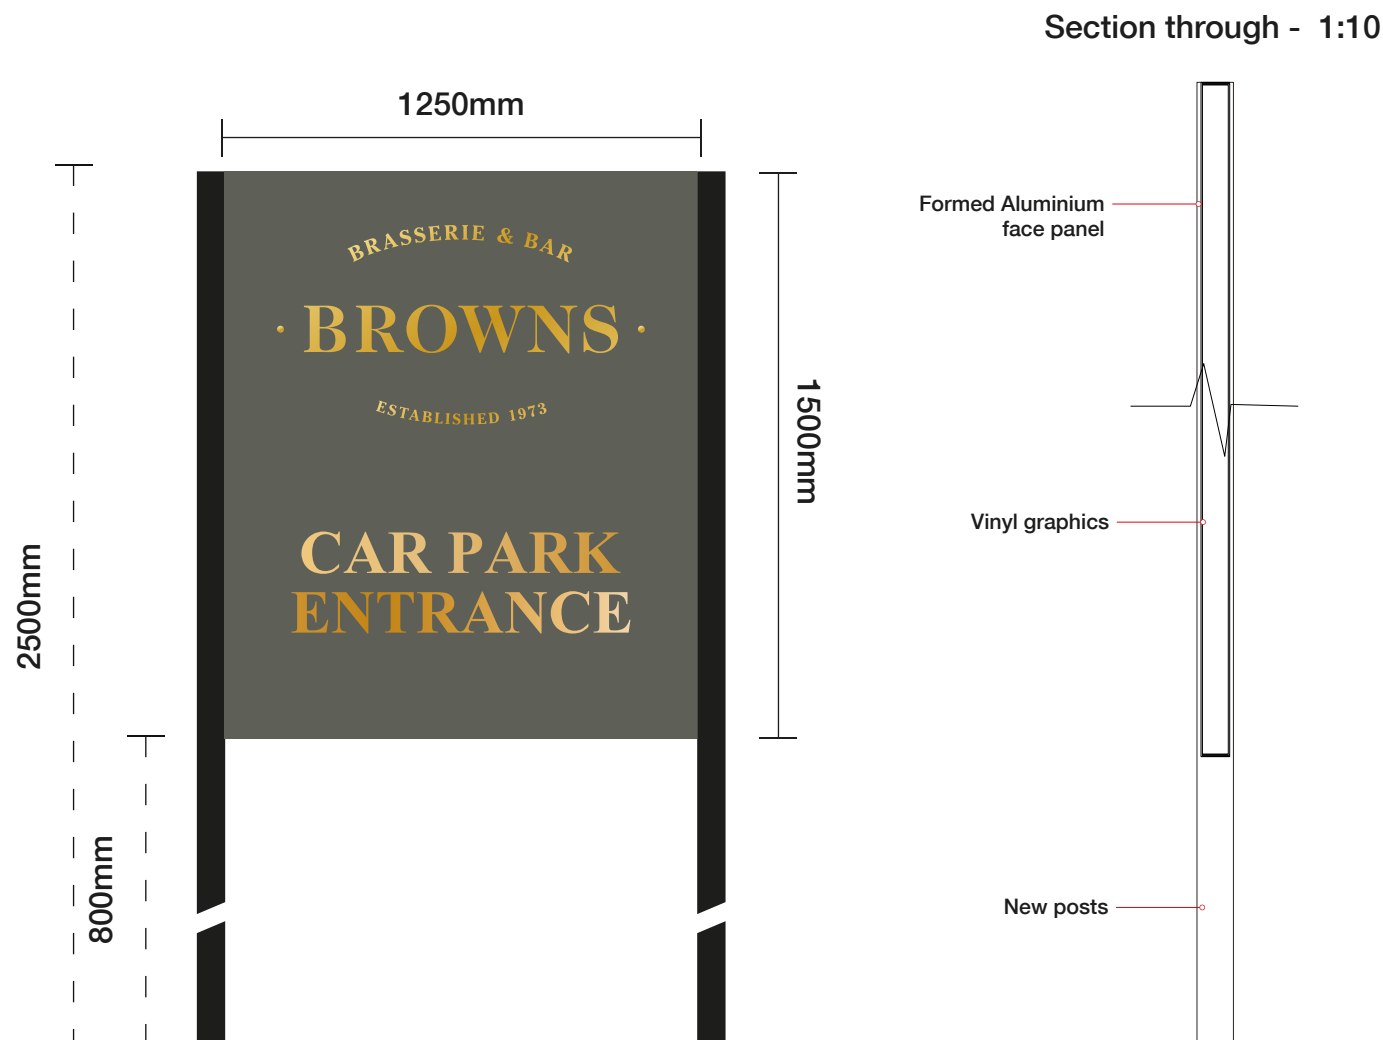 Section through -  1:10
1250mm
Formed Aluminium
face panel
BRASSERIE & BAR
· BROWNS ·
ESTABLISHED 1973
1500mm
Vinyl graphics
CAR PARK
ENTRANCE
2500mm
800mm
New posts